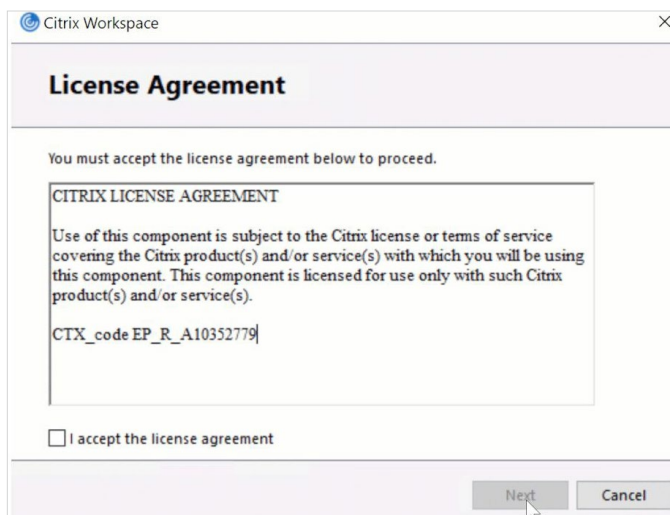 Citrix Workspace
License Agreement
You must accept the license agreement below to proceed.
CITRIX LICENSE AGREEMENT
Use of this component is subject to the Citrix license or terms of service
covering the Citrix product(s) and/or service(s) with which you will be using
this component. This component is licensed for use only with such Citrix
product(s) and/or service(s).
CTX_code EP_R_A10352779
I accept the license agreement
Next Cancel